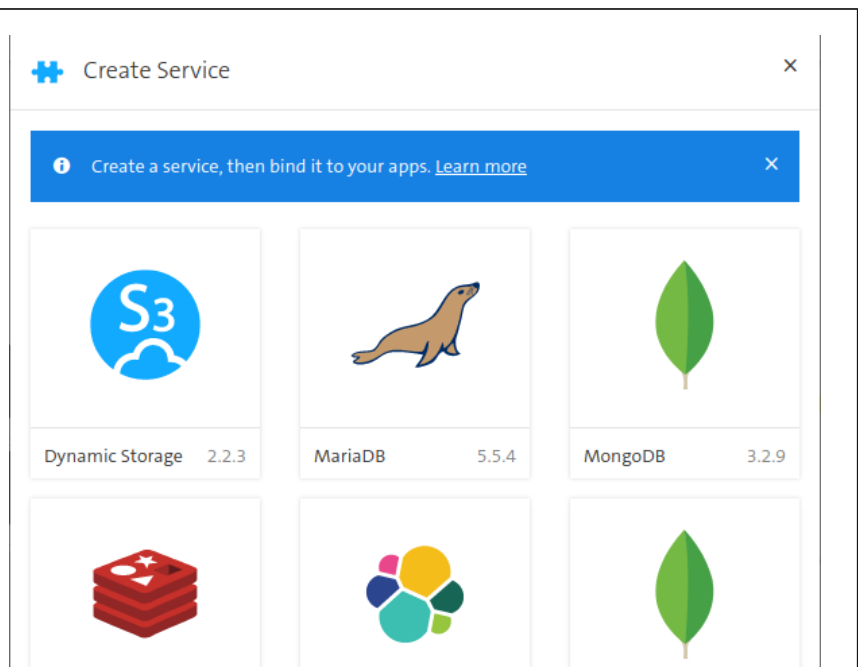 Create Service
Create a service, then bind it to your apps. Learn more
S3
Dynamic Storage 2.2.3
MariaDB 5.5.4
MongoDB 3.2.9